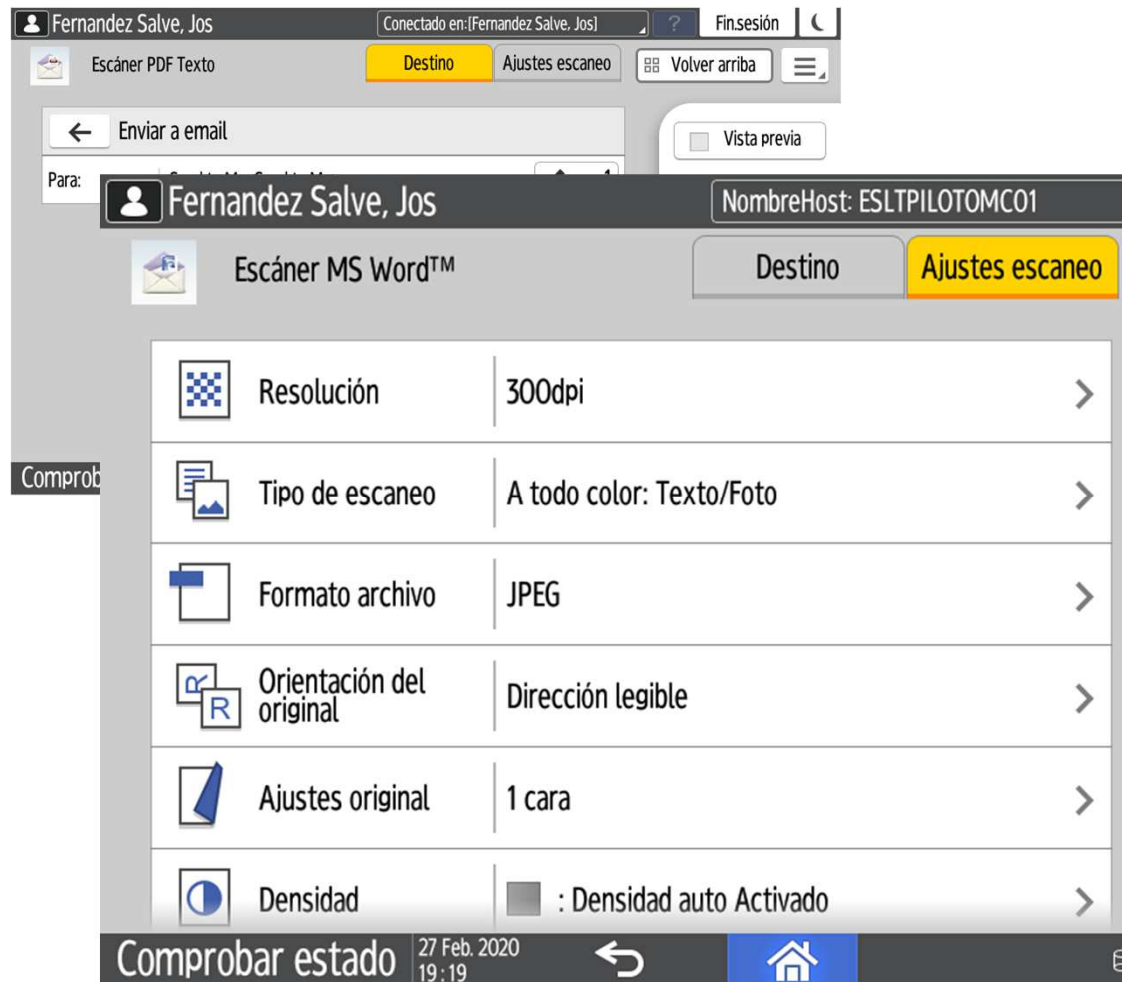 Fernandez Salve, Jos
Conectado en:[Fernandez Salve, Jos]
?
Fin.sesión
Escáner PDF Texto
Destino
Ajustes escaneo
Volver arriba
Enviar a email
Vista previa
Para:
Comprob
Fernandez Salve, Jos
NombreHost: ESLTPILOTOMC01
Escáner MS Word™
Destino
Ajustes escaneo
Resolución
300dpi
Tipo de escaneo
A todo color: Texto/Foto
Formato archivo
JPEG
Orientación del
original
Dirección legible
Ajustes original
1 cara
Densidad
: Densidad auto Activado
Comprobar estado
27 Feb. 2020
19:19